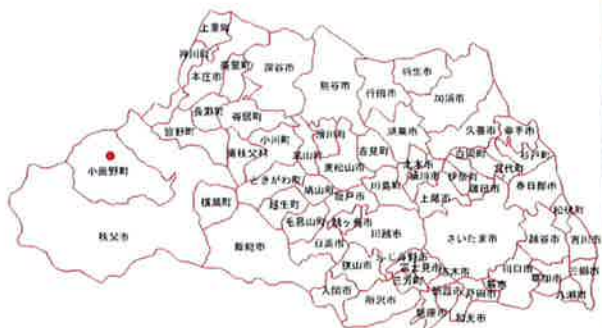 上里町
神川町
美里町
本庄市
深谷市
熊谷市
行田市
羽生市
加須市
長瀞町
寄居町
皆野町
小川町
滑川町
嵐山町
東秩父村
東松山市
吉見町
鴻巣市
久喜市
幸手市
杉戸町
宮代町
白岡町
北本市
桶川市
伊奈町
蓮田市
春日部市
小鹿野町
ときがわ町
鳩山町
坂戸市
川島町
上尾市
横瀬町
越生町
毛呂山町
鶴ヶ島市
川越市
さいたま市
松伏町
越谷市
吉川市
秩父市
飯能市
日高市
狭山市
ふじみ野市
富士見市
三芳町
志木市
川口市
草加市
三郷市
八潮市
入間市
所沢市
新座市
朝霞市
和光市
戸田市
蕨市